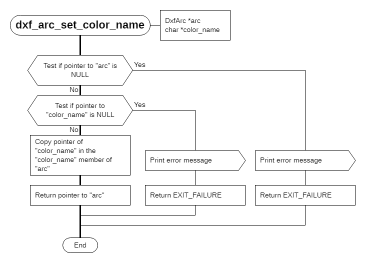 dxf_arc_set_color_name
DxfArc *arc
char *color_name
Test if pointer to "arc" is
NULL
Yes
No
Test if pointer to
"color_name" is NULL
Yes
No
Copy pointer of
"color_name" in the
"color_name" member of
"arc"
Print error message
Print error message
Return pointer to "arc"
Return EXIT_FAILURE
Return EXIT_FAILURE
End